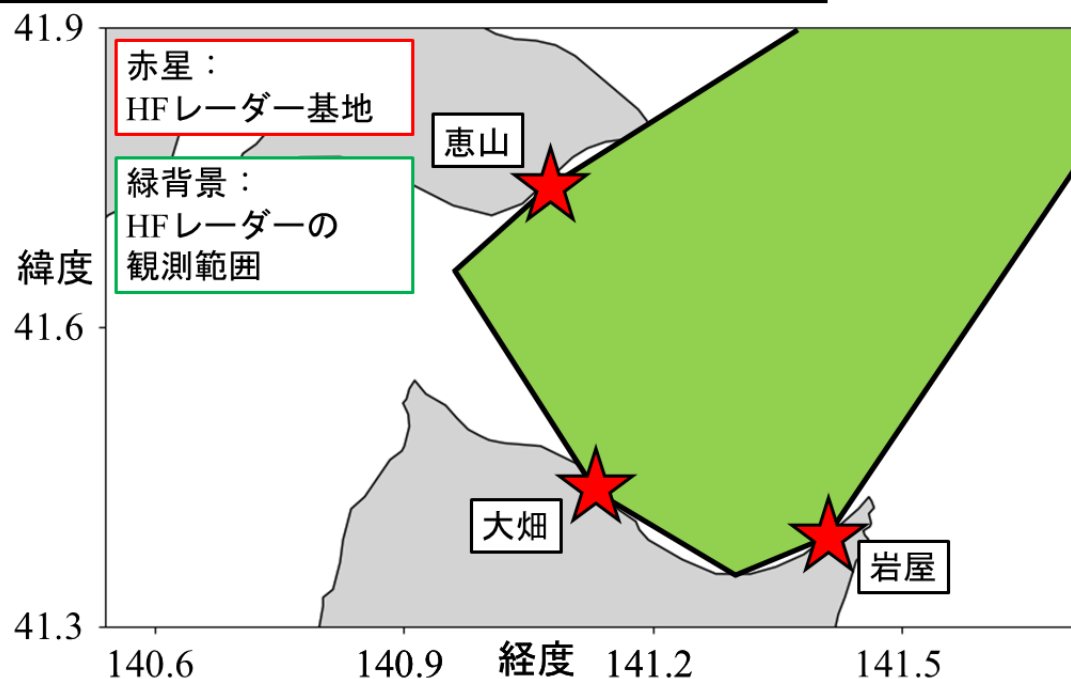 41.9
赤星：
HFレーダー基地
恵山
緑背景：
HFレーダーの
観測範囲
緯度
41.6
大畑
岩屋
41.3
140.6
140.9
経度
141.2
141.5